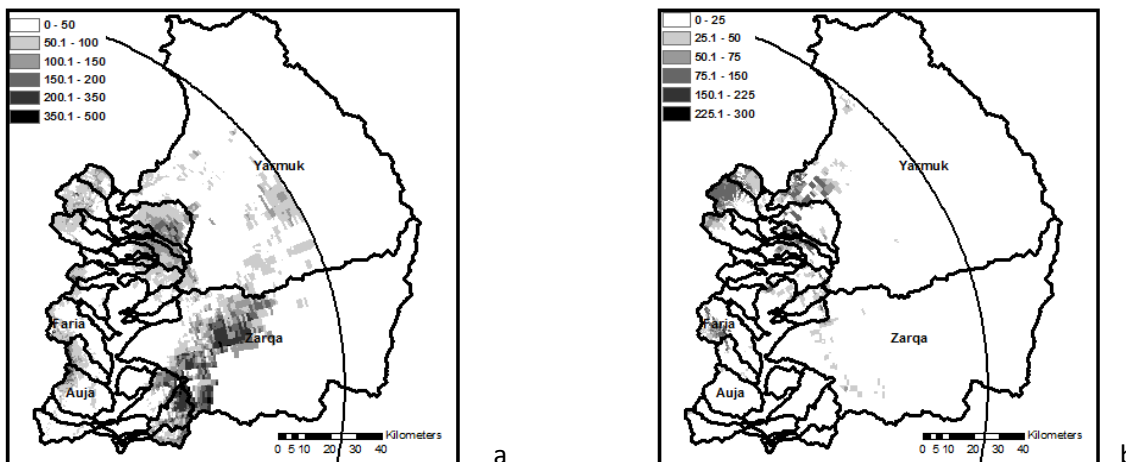 0 - 50
50.1 - 100
100.1 - 150
150.1 - 200
200.1 - 350
350.1 - 500
Yarmuk
Faria
Zarqa
Auja
Kilometers
0 5 10 20 30 40
a
0 - 25
25.1 - 50
50.1 - 75
75.1 - 150
150.1 - 225
225.1 - 300
Yarmuk
Faria
Zarqa
Auja
Kilometers
0 5 10 20 30 40
b